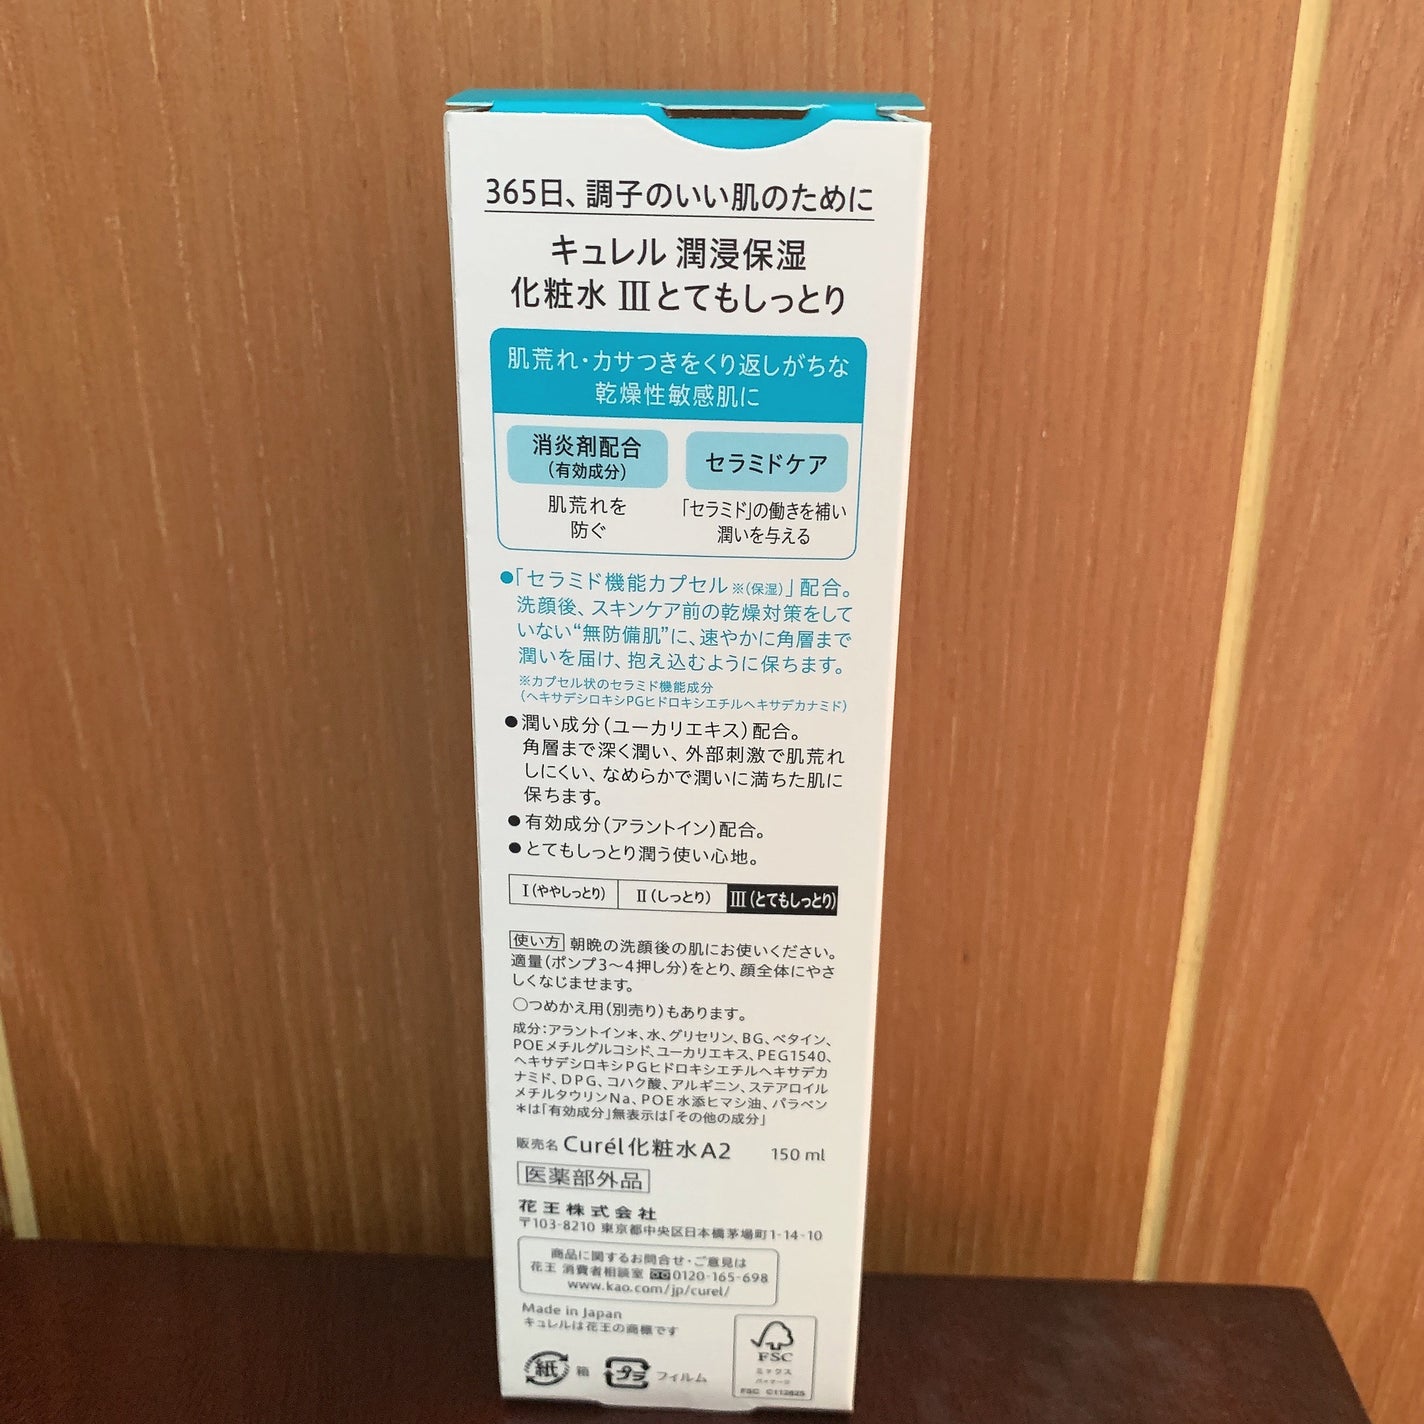 365日、調子のいい肌のために
キュレル 潤浸保湿
化粧水 Ⅲ とてもしっとり
肌荒れ・カサつきをくり返しがちな
乾燥性敏感肌に
消炎剤配合
(有効成分)
肌荒れを
防ぐ
セラミドケア
「セラミド」の働きを補い
潤いを与える
●「セラミド機能カプセル※(保湿)」配合。
洗顔後、スキンケア前の乾燥対策をして
いない“無防備肌”に、速やかに角層まで
潤いを届け、抱え込むように保ちます。
※カプセル状のセラミド機能成分
(ヘキサデシロキシPGヒドロキシエチルヘキサデカナミド)
●潤い成分(ユーカリエキス)配合。
角層まで深く潤い、外部刺激で肌荒れ
しにくい、なめらかで潤いに満ちた肌に
保ちます。
●有効成分(アラントイン)配合。
●とてもしっとり潤う使い心地。
Ⅰ(ややしっとり) Ⅱ(しっとり) Ⅲ(とてもしっとり)
使い方 朝晩の洗顔後の肌にお使いください。
適量(ポンプ3〜4押し分)をとり、顔全体にやさ
しくなじませます。
○つめかえ用(別売り)もあります。
成分:アラントイン*、水、グリセリン、BG、ベタイン、
POEメチルグルコシド、ユーカリエキス、PEG1540、
ヘキサデシロキシPGヒドロキシエチルヘキサデカ
ナミド、DPG、コハク酸、アルギニン、ステアロイル
メチルタウリンNa、POE水添ヒマシ油、パラベン
*は「有効成分」無表示は「その他の成分」
販売名 Curél化粧水A2 150 ml
医薬部外品
花王株式会社
〒103-8210 東京都中央区日本橋茅場町1-14-10
商品に関するお問合せ・ご意見は
花王 消費者相談室 0120-165-698
www.kao.com/jp/curel/
Made in Japan
キュレルは花王の商標です
紙 箱 プラ フィルム
FSC
ミックス
FSC C112625